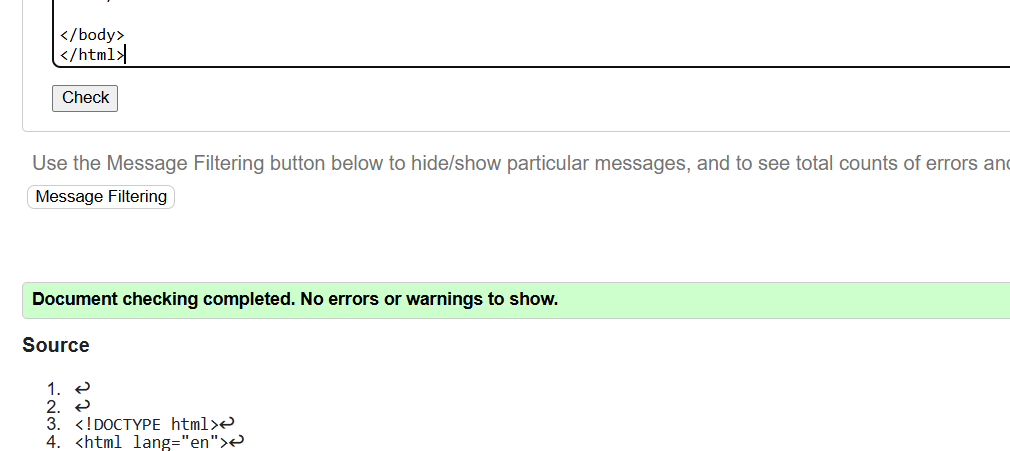 </body>
</html>
Check
Use the Message Filtering button below to hide/show particular messages, and to see total counts of errors
Message Filtering
Document checking completed. No errors or warnings to show.
Source
1. ↩
2. ↩
3. <!DOCTYPE html>↩
4. <html lang="en">↩